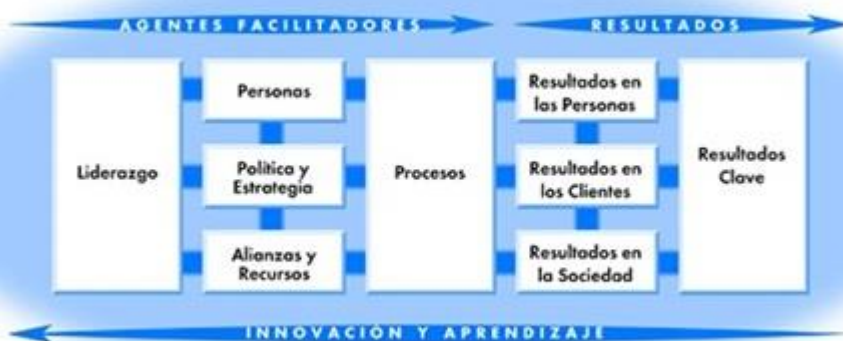 AGENTES FACILITADORES
RESULTADOS
Liderazgo
Personas
Política y
Estrategia
Alianzas y
Recursos
Procesos
Resultados en
las Personas
Resultados en
los Clientes
Resultados en
la Sociedad
Resultados
Clave
INNOVACIÓN Y APRENDIZAJE